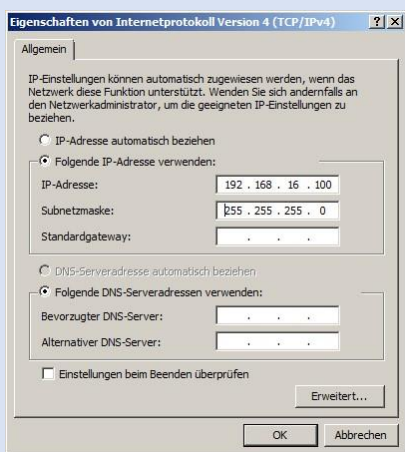 Eigenschaften von Internetprotokoll Version 4 (TCP/IPv4)
Allgemein
IP-Einstellungen können automatisch zugewiesen werden, wenn das
Netzwerk diese Funktion unterstützt. Wenden Sie sich andernfalls an
den Netzwerkadministrator, um die geeigneten IP-Einstellungen zu
beziehen.
IP-Adresse automatisch beziehen
Folgende IP-Adresse verwenden:
IP-Adresse: 192 . 168 . 16 . 100
Subnetzmaske: 255 . 255 . 255 . 0
Standardgateway: . . .
DNS-Serveradresse automatisch beziehen
Folgende DNS-Serveradressen verwenden:
Bevorzugter DNS-Server: . . .
Alternativer DNS-Server: . . .
Einstellungen beim Beenden überprüfen
Erweitert...
OK Abbrechen